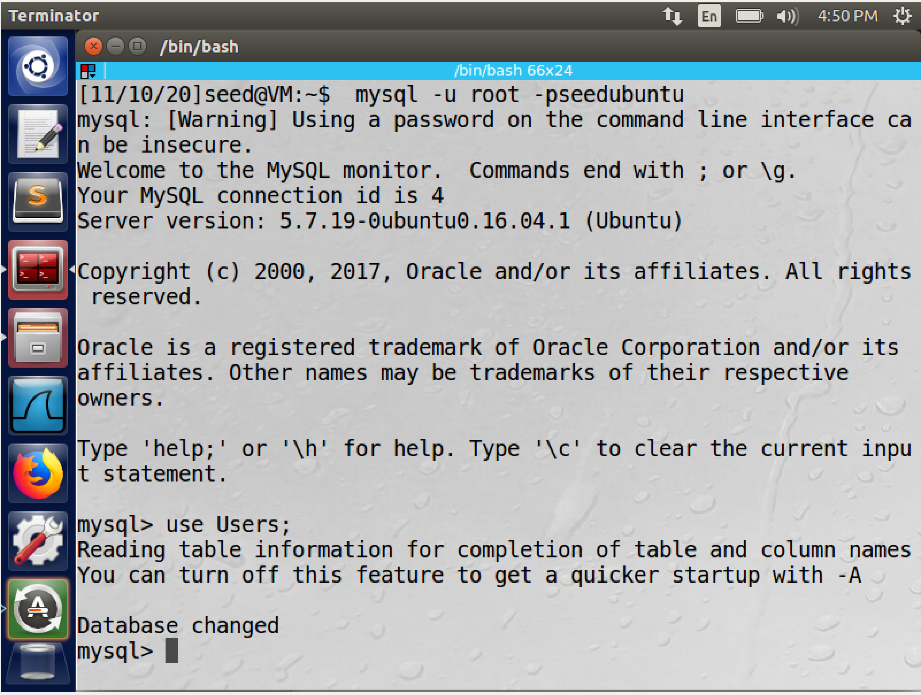 Terminator
En
4:50 PM
/bin/bash
/bin/bash 66x24
[11/10/20]seed@VM:~$  mysql -u root -pseedubuntu
mysql: [Warning] Using a password on the command line interface ca
n be insecure.
Welcome to the MySQL monitor.  Commands end with ; or \g.
Your MySQL connection id is 4
Server version: 5.7.19-0ubuntu0.16.04.1 (Ubuntu)
Copyright (c) 2000, 2017, Oracle and/or its affiliates. All rights
 reserved.
Oracle is a registered trademark of Oracle Corporation and/or its
affiliates. Other names may be trademarks of their respective
owners.
Type 'help;' or '\h' for help. Type '\c' to clear the current inpu
t statement.
mysql> use Users;
Reading table information for completion of table and column names
You can turn off this feature to get a quicker startup with -A
Database changed
mysql>